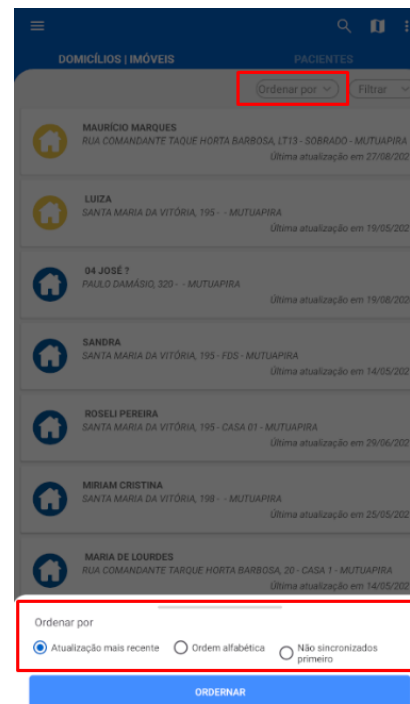 DOMICÍLIOS | IMÓVEIS PACIENTES
Ordenar por Filtrar
MAURÍCIO MARQUES
RUA COMANDANTE TAQUE HORTA BARBOSA, LT13 - SOBRADO - MUTUAPIRA
Última atualização em 27/08/202
LUIZA
SANTA MARIA DA VITÓRIA, 195 - - MUTUAPIRA
Última atualização em 19/05/202
04 JOSÉ ?
PAULO DAMÁSIO, 320 - - MUTUAPIRA
Última atualização em 19/08/202
SANDRA
SANTA MARIA DA VITÓRIA, 195 - FDS - MUTUAPIRA
Última atualização em 14/05/202
ROSELI PEREIRA
SANTA MARIA DA VITÓRIA, 195 - CASA 01 - MUTUAPIRA
Última atualização em 29/06/202
MIRIAM CRISTINA
SANTA MARIA DA VITÓRIA, 198 - - MUTUAPIRA
Última atualização em 25/05/202
MARIA DE LOURDES
RUA COMANDANTE TARQUE HORTA BARBOSA, 20 - CASA 1 - MUTUAPIRA
Última atualização em 14/05/202
Ordenar por
Atualização mais recente Ordem alfabética Não sincronizados
primeiro
ORDERNAR